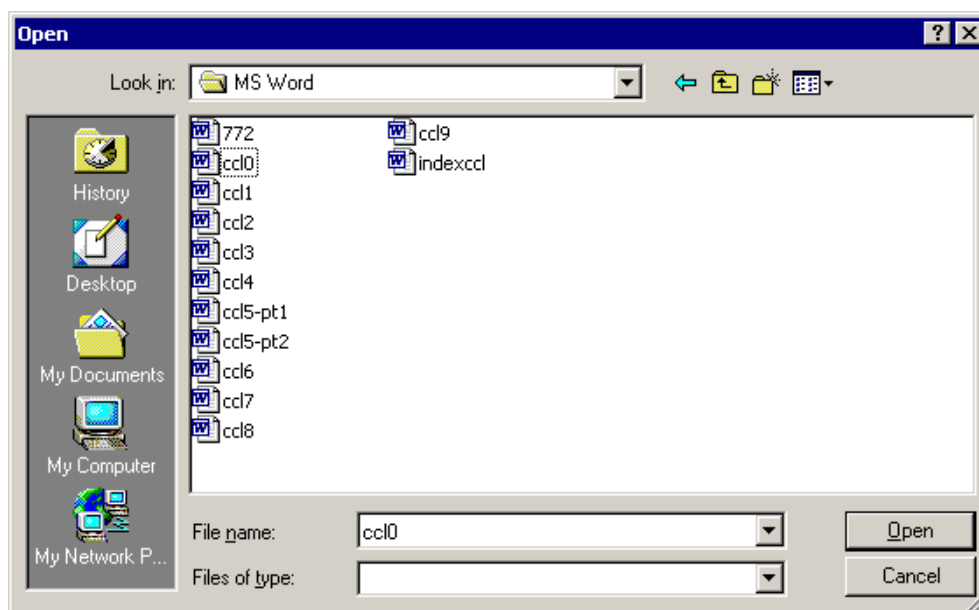 Open
Look in: MS Word
History
Desktop
My Documents
My Computer
My Network P...
772
ccl0
ccl1
ccl2
ccl3
ccl4
ccl5-pt1
ccl5-pt2
ccl6
ccl7
ccl8
ccl9
indexccl
File name: ccl0
Open
Files of type:
Cancel